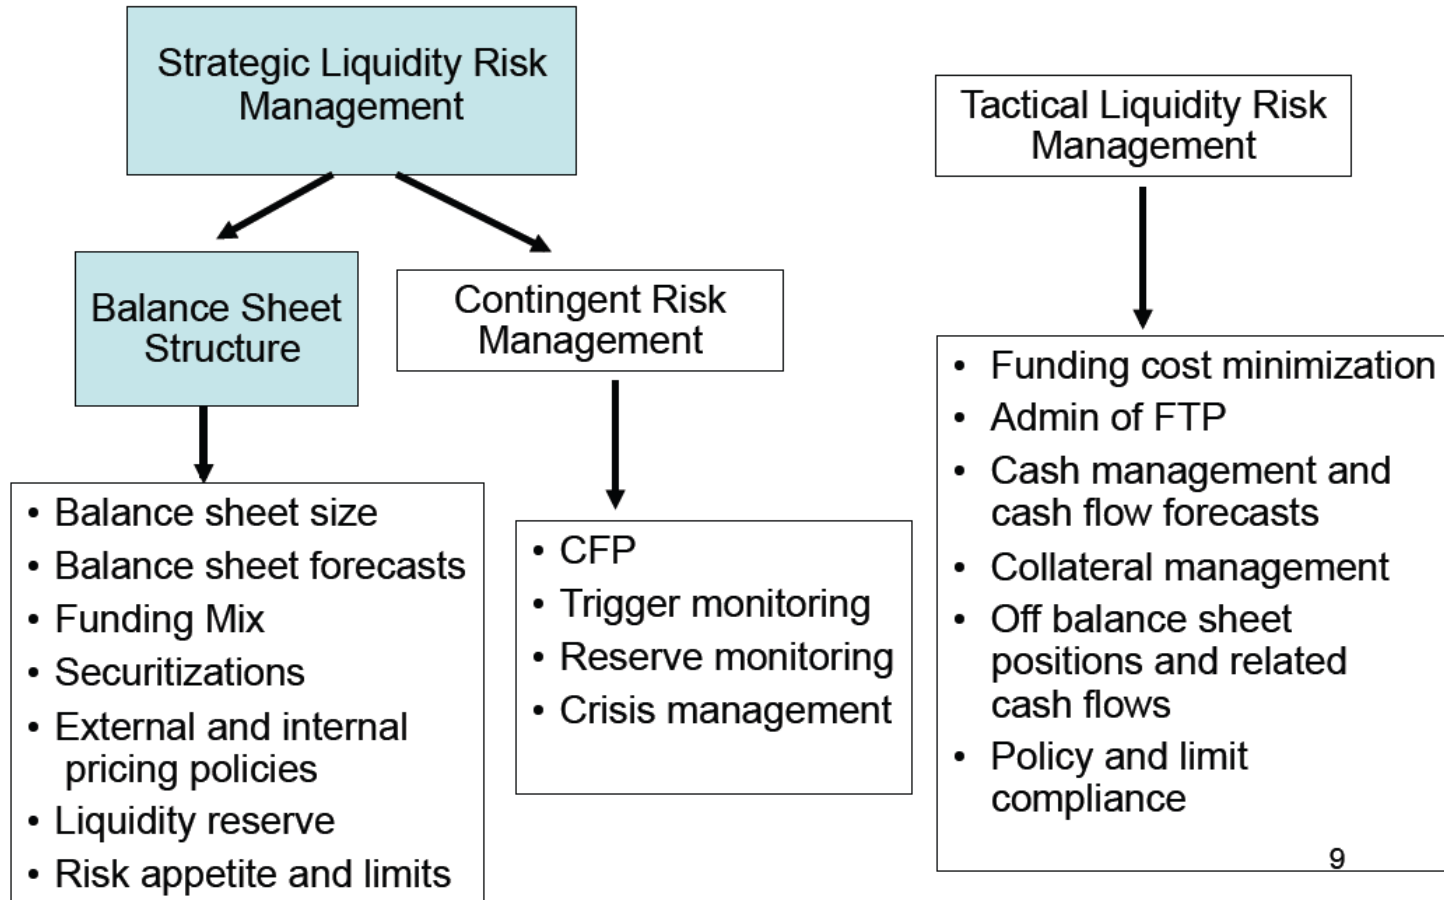 Strategic Liquidity Risk
Management
Tactical Liquidity Risk
Management
Balance Sheet
Structure
Contingent Risk
Management
• Balance sheet size
• Balance sheet forecasts
• Funding Mix
• Securitizations
• External and internal
pricing policies
• Liquidity reserve
• Risk appetite and limits
• CFP
• Trigger monitoring
• Reserve monitoring
• Crisis management
• Funding cost minimization
• Admin of FTP
• Cash management and
cash flow forecasts
• Collateral management
• Off balance sheet
positions and related
cash flows
• Policy and limit
compliance
9